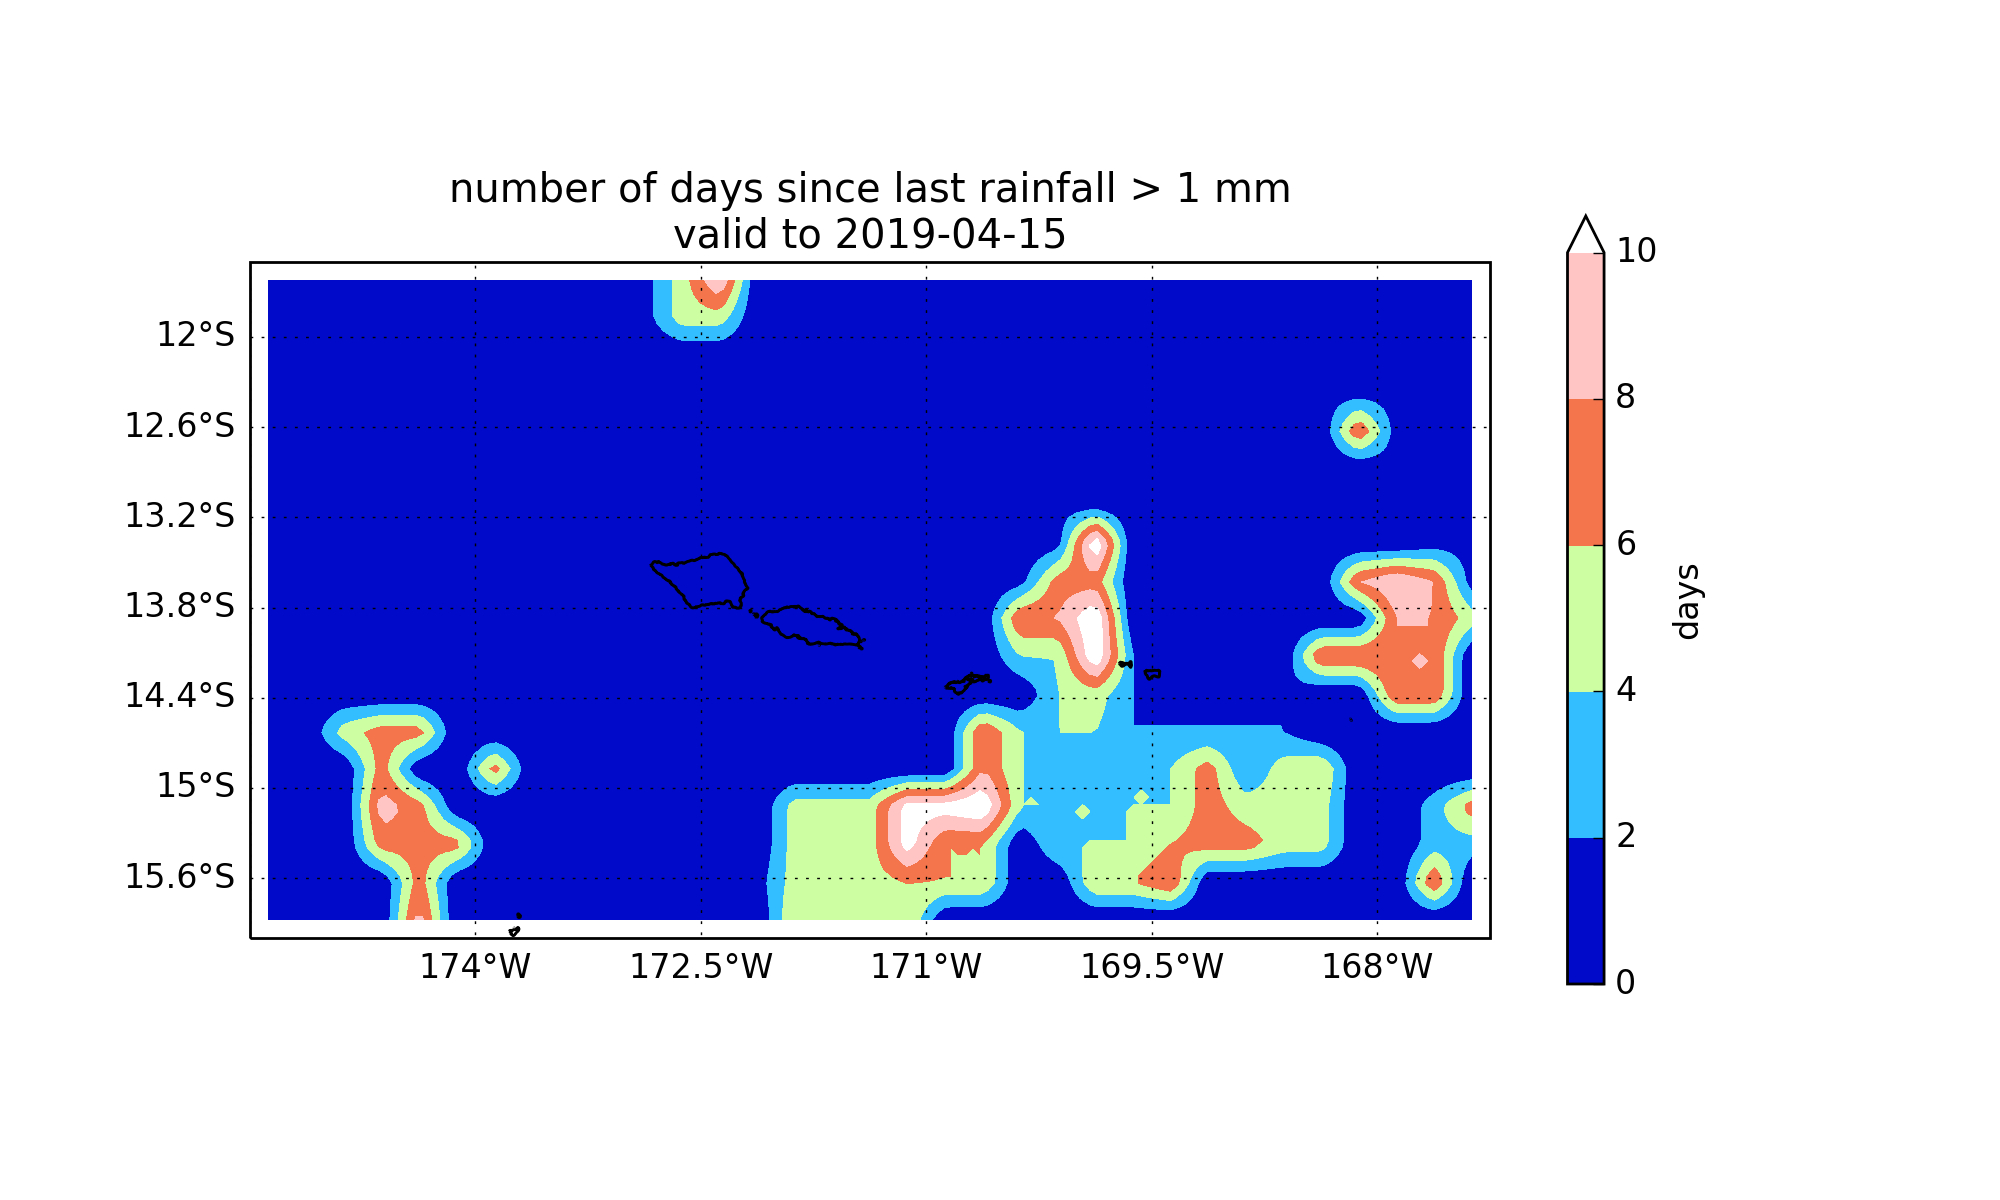 number of days since last rainfall > 1 mm
valid to 2019-04-15
12°S
12.6°S
13.2°S
13.8°S
14.4°S
15°S
15.6°S
174°W
172.5°W
171°W
169.5°W
168°W
10
8
6
4
2
0
days